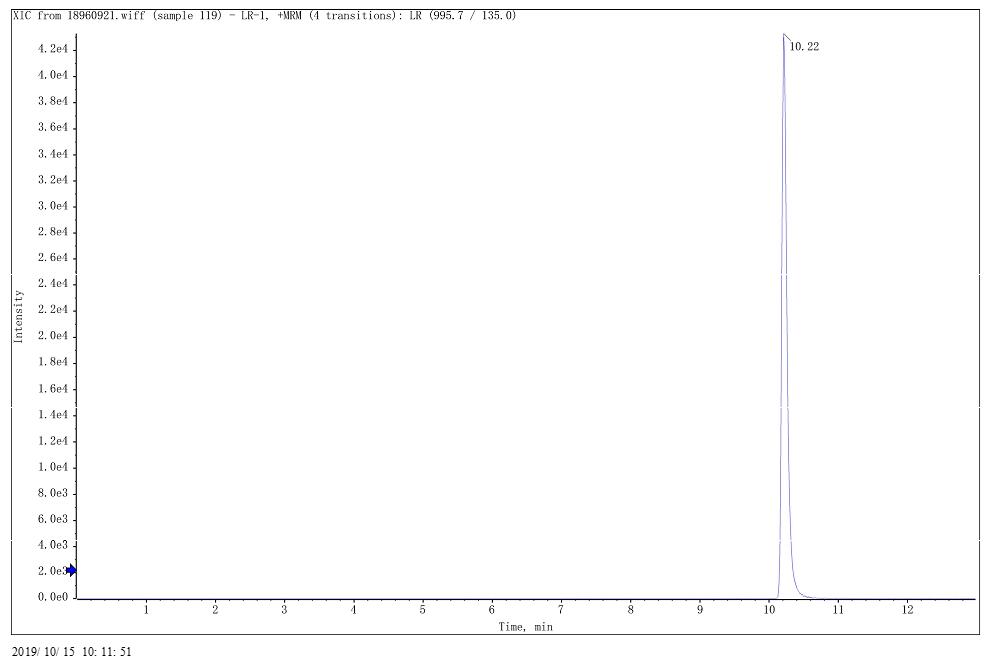 XIC from 18960921.wiff (sample 119) - LR-1, +MRM (4 transitions): LR (995.7 / 135.0)
10.22
4.2e4
4.0e4
3.8e4
3.6e4
3.4e4
3.2e4
3.0e4
2.8e4
2.6e4
2.4e4
2.2e4
2.0e4
1.8e4
1.6e4
1.4e4
1.2e4
1.0e4
8.0e3
6.0e3
4.0e3
2.0e3
0.0e0
Intensity
1 2 3 4 5 6 7 8 9 10 11 12
Time, min
2019/10/15 10:11:51